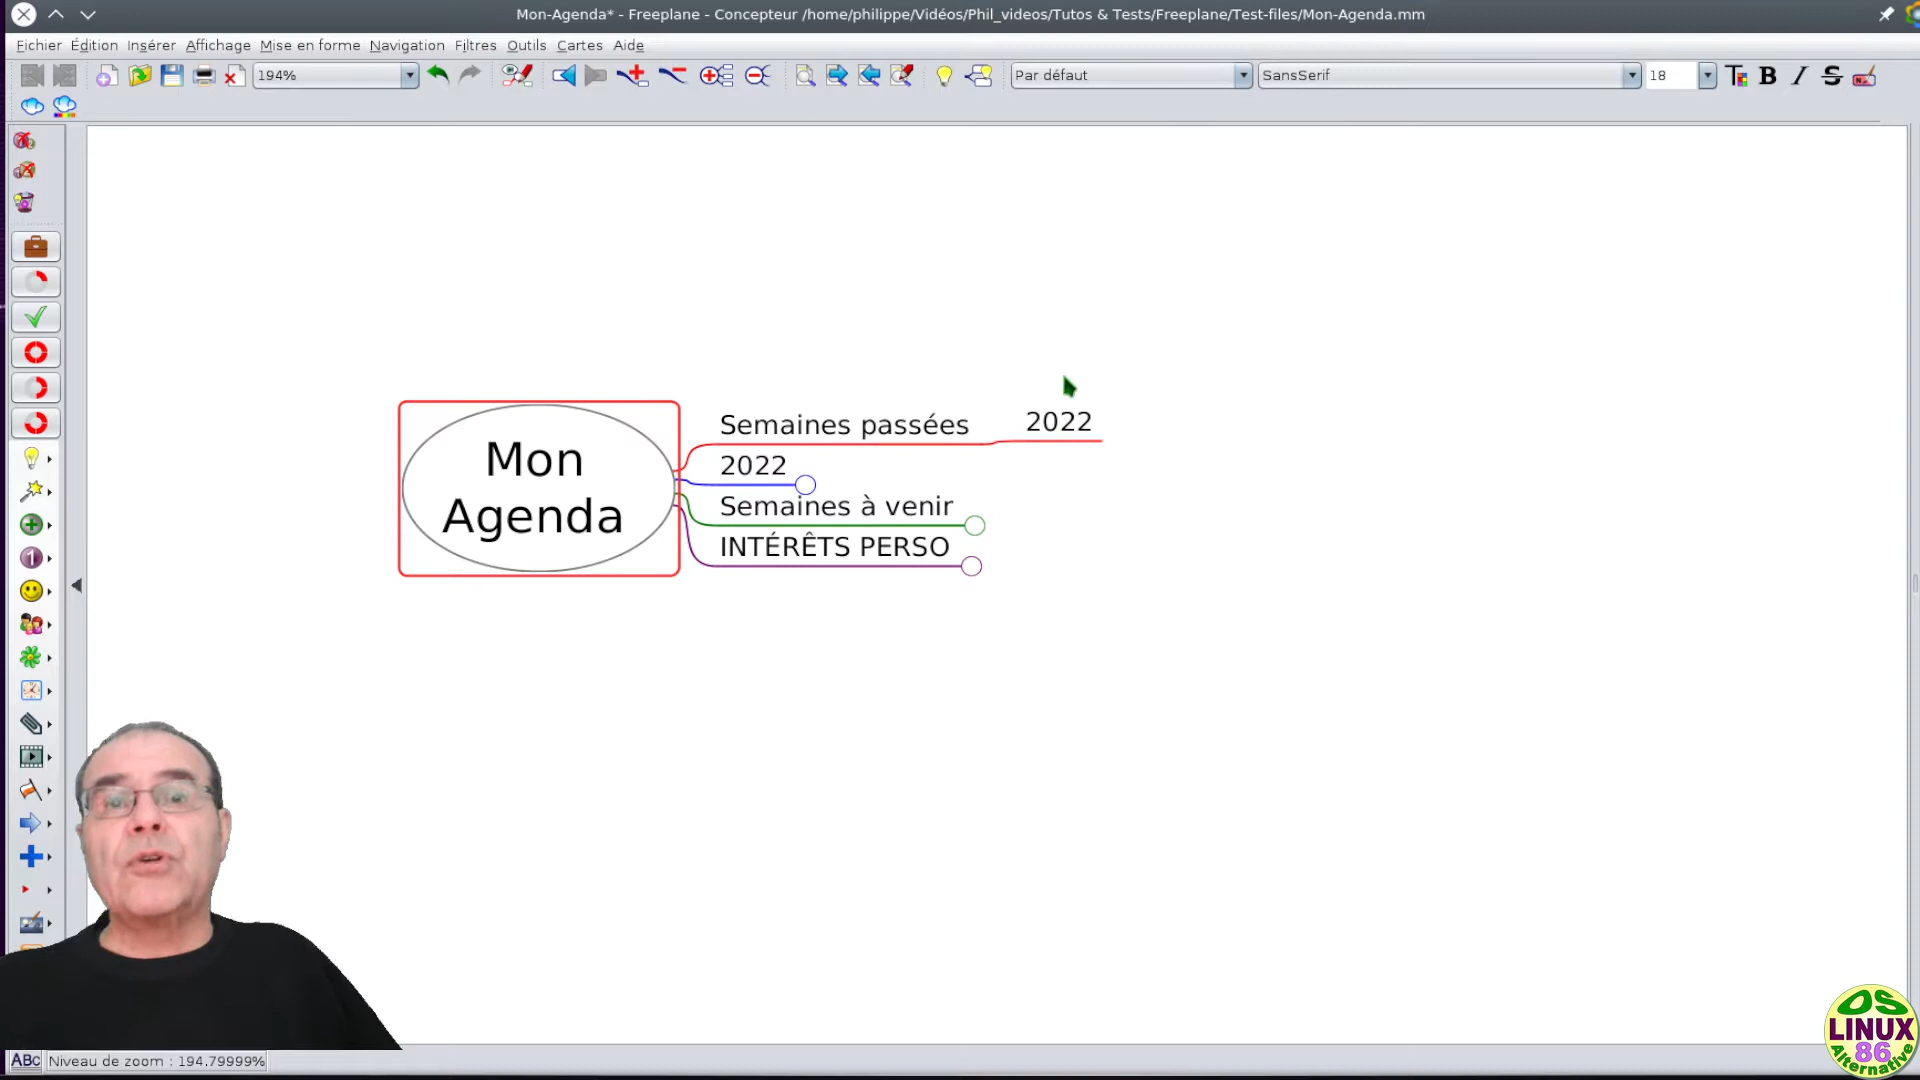 Mon-Agenda* - Freeplane - Concepteur /home/philippe/Vidéos/Phil_videos/Tutos & Tests/Freeplane/Test-files/Mon-Agenda.mm
Fichier Édition Insérer Affichage Mise en forme Navigation Filtres Outils Cartes Aide
194% Par défaut SansSerif 18 B I S
1
Semaines passées 2022
Mon
Agenda
2022
Semaines à venir
INTÉRÊTS PERSO
OS
LINUX
86
Alternative
ABC Niveau de zoom : 194.79999%